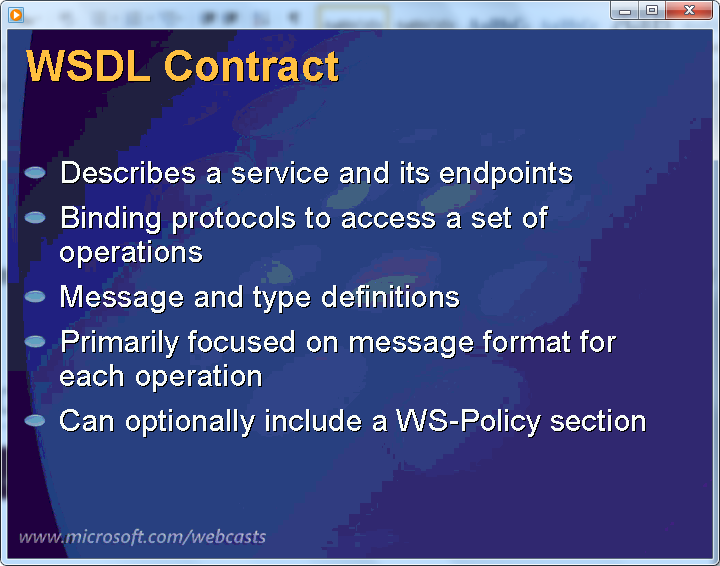 WSDL Contract
Describes a service and its endpoints
Binding protocols to access a set of
operations
Message and type definitions
Primarily focused on message format for
each operation
Can optionally include a WS-Policy section
www.microsoft.com/webcasts